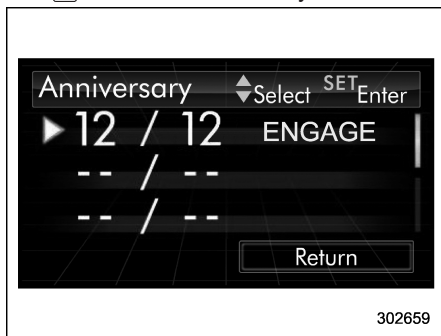 Anniversary Select SET Enter
12 / 12 ENGAGE
-- / --
-- / --
Return
302659